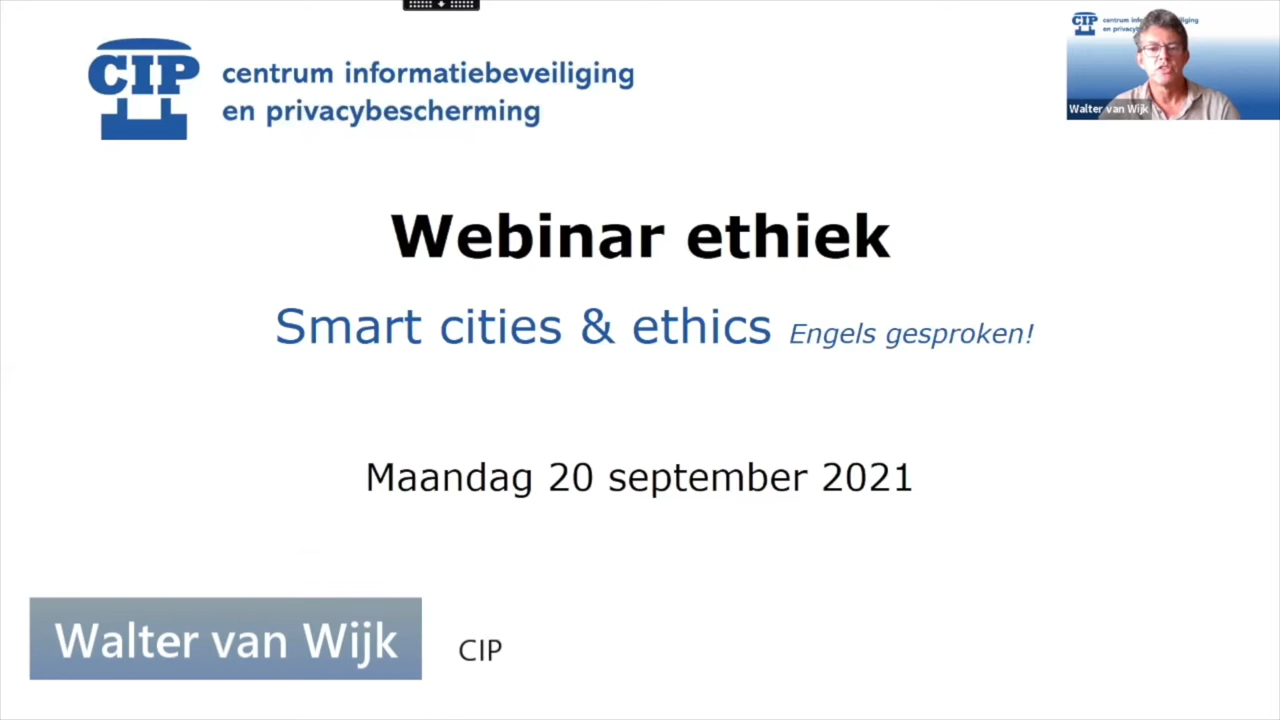 CIP
centrum informatiebeveiliging
en privacybescherming
CIP
Walter van Wijk
Webinar ethiek
Smart cities & ethics Engels gesproken!
Maandag 20 september 2021
Walter van Wijk
CIP